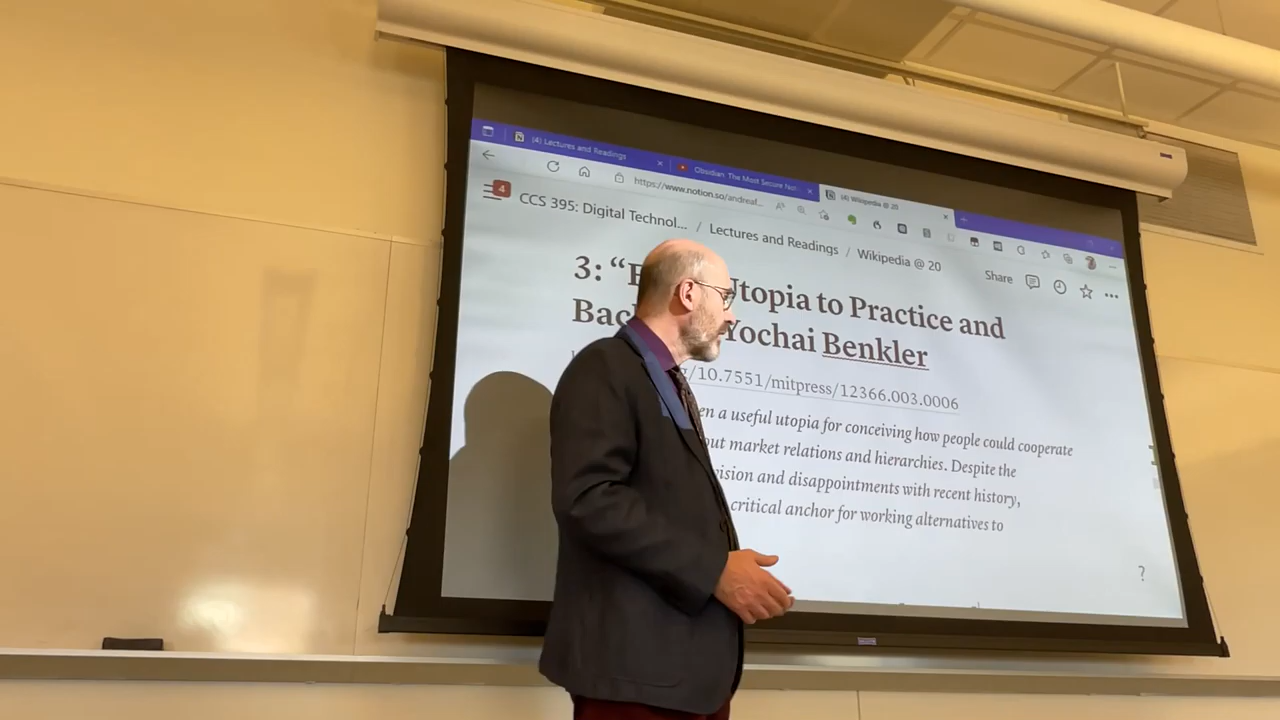 (4) Lectures and Readings
Obsidian: The Most Secure Not
(4) Wikipedia @ 20
https://www.notion.so/andreaf...
4
CCS 395: Digital Technol... / Lectures and Readings / Wikipedia @ 20
Share
3: “ topia to Practice and
Bac Yochai Benkler
/10.7551/mitpress/12366.003.0006
en a useful utopia for conceiving how people could cooperate
out market relations and hierarchies. Despite the
vision and disappointments with recent history,
critical anchor for working alternatives to
?